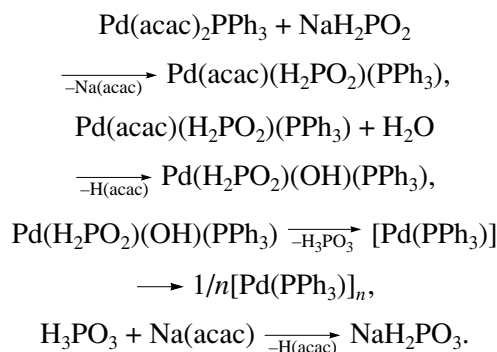 Pd(acac)₂PPh₃ + NaH₂PO₂
–Na(acac) → Pd(acac)(H₂PO₂)(PPh₃),
Pd(acac)(H₂PO₂)(PPh₃) + H₂O
–H(acac) → Pd(H₂PO₂)(OH)(PPh₃),
Pd(H₂PO₂)(OH)(PPh₃) –H₃PO₃ → [Pd(PPh₃)]
→ 1/n[Pd(PPh₃)]ₙ,
H₃PO₃ + Na(acac) –H(acac) → NaH₂PO₃.